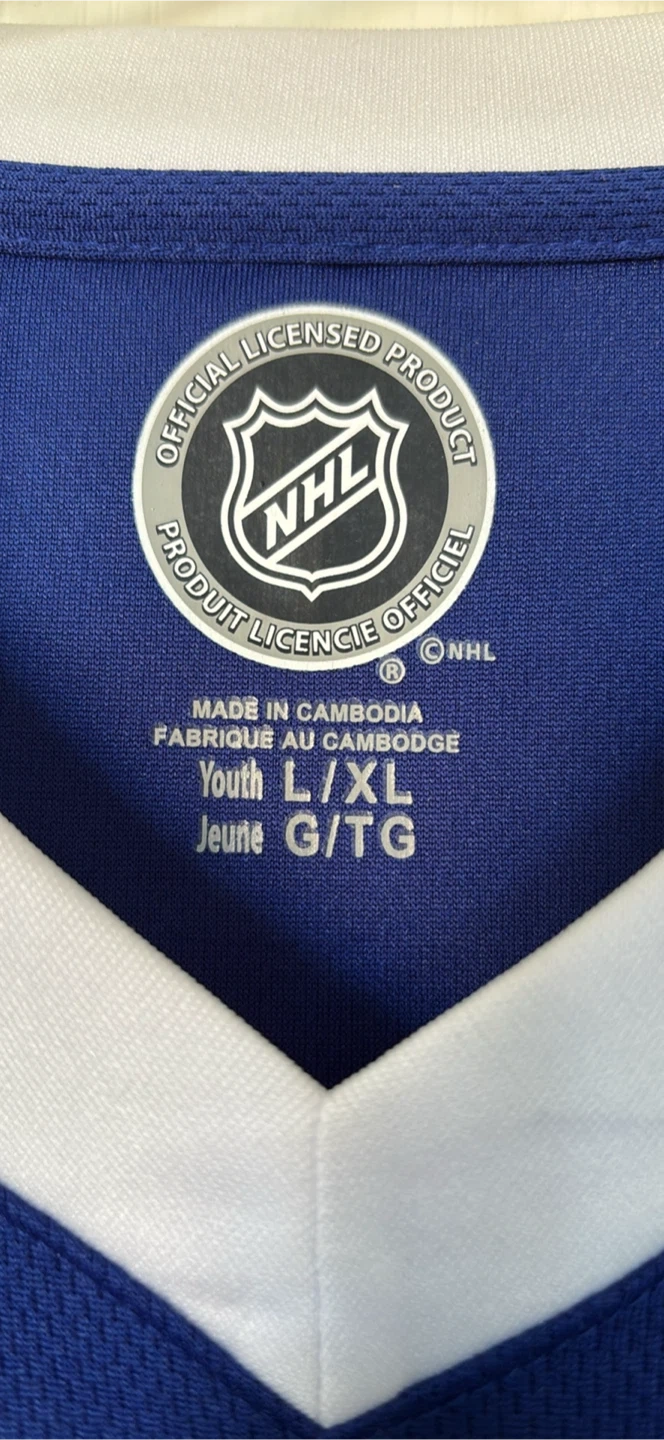 OFFICIAL LICENSED PRODUCT
NHL
PRODUIT LICENCIE OFFICIEL
® ©NHL
MADE IN CAMBODIA
FABRIQUE AU CAMBODGE
Youth L/XL
Jeune G/TG